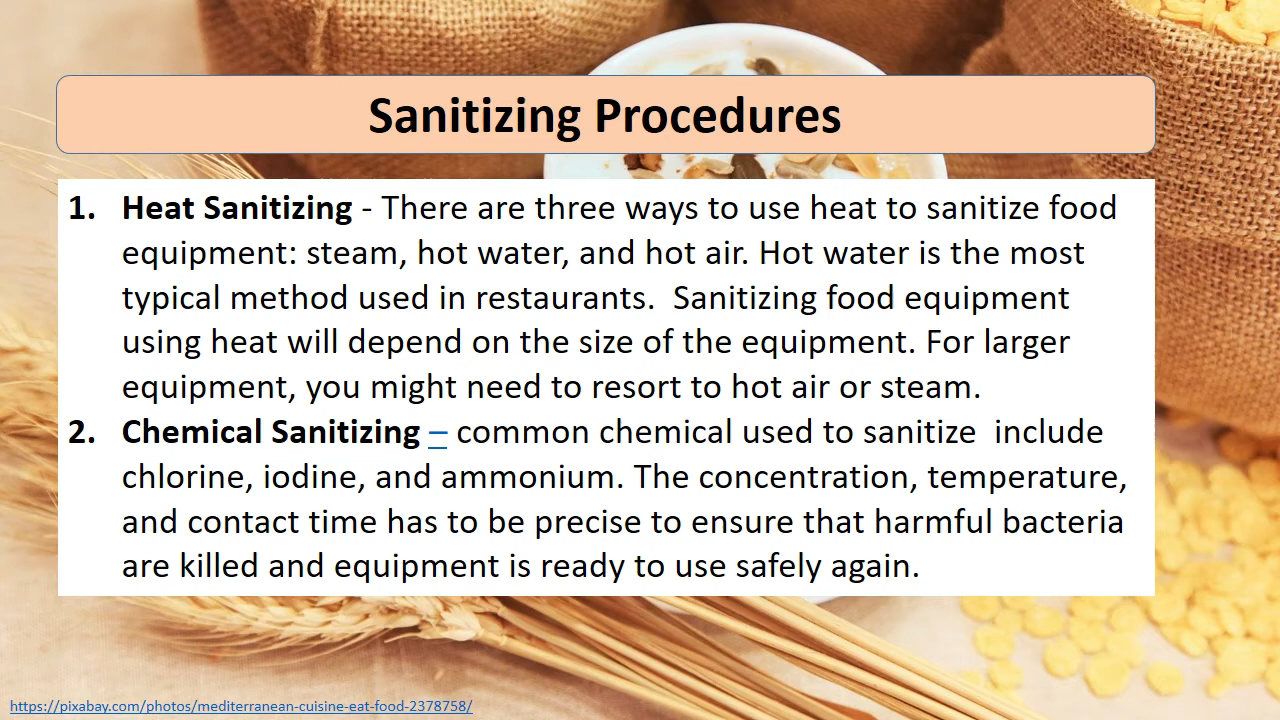 Sanitizing Procedures
1. Heat Sanitizing - There are three ways to use heat to sanitize food
equipment: steam, hot water, and hot air. Hot water is the most
typical method used in restaurants.  Sanitizing food equipment
using heat will depend on the size of the equipment. For larger
equipment, you might need to resort to hot air or steam.
2. Chemical Sanitizing – common chemical used to sanitize  include
chlorine, iodine, and ammonium. The concentration, temperature,
and contact time has to be precise to ensure that harmful bacteria
are killed and equipment is ready to use safely again.
https://pixabay.com/photos/mediterranean-cuisine-eat-food-2378758/